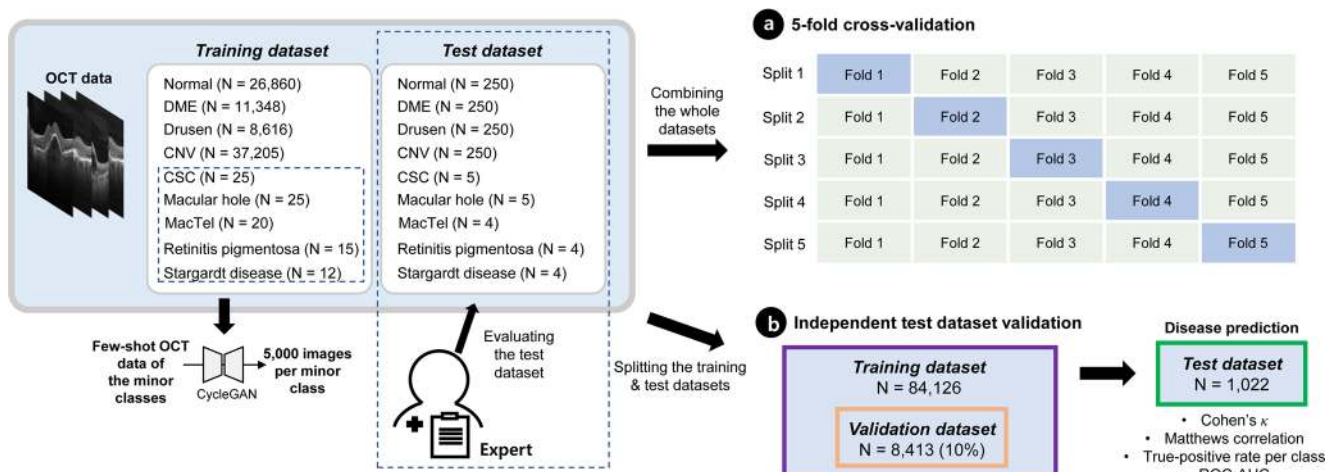 Training dataset
Test dataset
OCT data
Normal (N = 26,860)
DME (N = 11,348)
Drusen (N = 8,616)
CNV (N = 37,205)
CSC (N = 25)
Macular hole (N = 25)
MacTel (N = 20)
Retinitis pigmentosa (N = 15)
Stargardt disease (N = 12)
Normal (N = 250)
DME (N = 250)
Drusen (N = 250)
CNV (N = 250)
CSC (N = 5)
Macular hole (N = 5)
MacTel (N = 4)
Retinitis pigmentosa (N = 4)
Stargardt disease (N = 4)
Few-shot OCT
data of
the minor
classes
CycleGAN
5,000 images
per minor
class
Evaluating
the test
dataset
Expert
Combining
the whole
datasets
Splitting the training
& test datasets
a 5-fold cross-validation
Split 1 Fold 1 Fold 2 Fold 3 Fold 4 Fold 5
Split 2 Fold 1 Fold 2 Fold 3 Fold 4 Fold 5
Split 3 Fold 1 Fold 2 Fold 3 Fold 4 Fold 5
Split 4 Fold 1 Fold 2 Fold 3 Fold 4 Fold 5
Split 5 Fold 1 Fold 2 Fold 3 Fold 4 Fold 5
b Independent test dataset validation
Training dataset
N = 84,126
Validation dataset
N = 8,413 (10%)
Disease prediction
Test dataset
N = 1,022
• Cohen's κ
• Matthews correlation
• True-positive rate per class
ROC-AUC